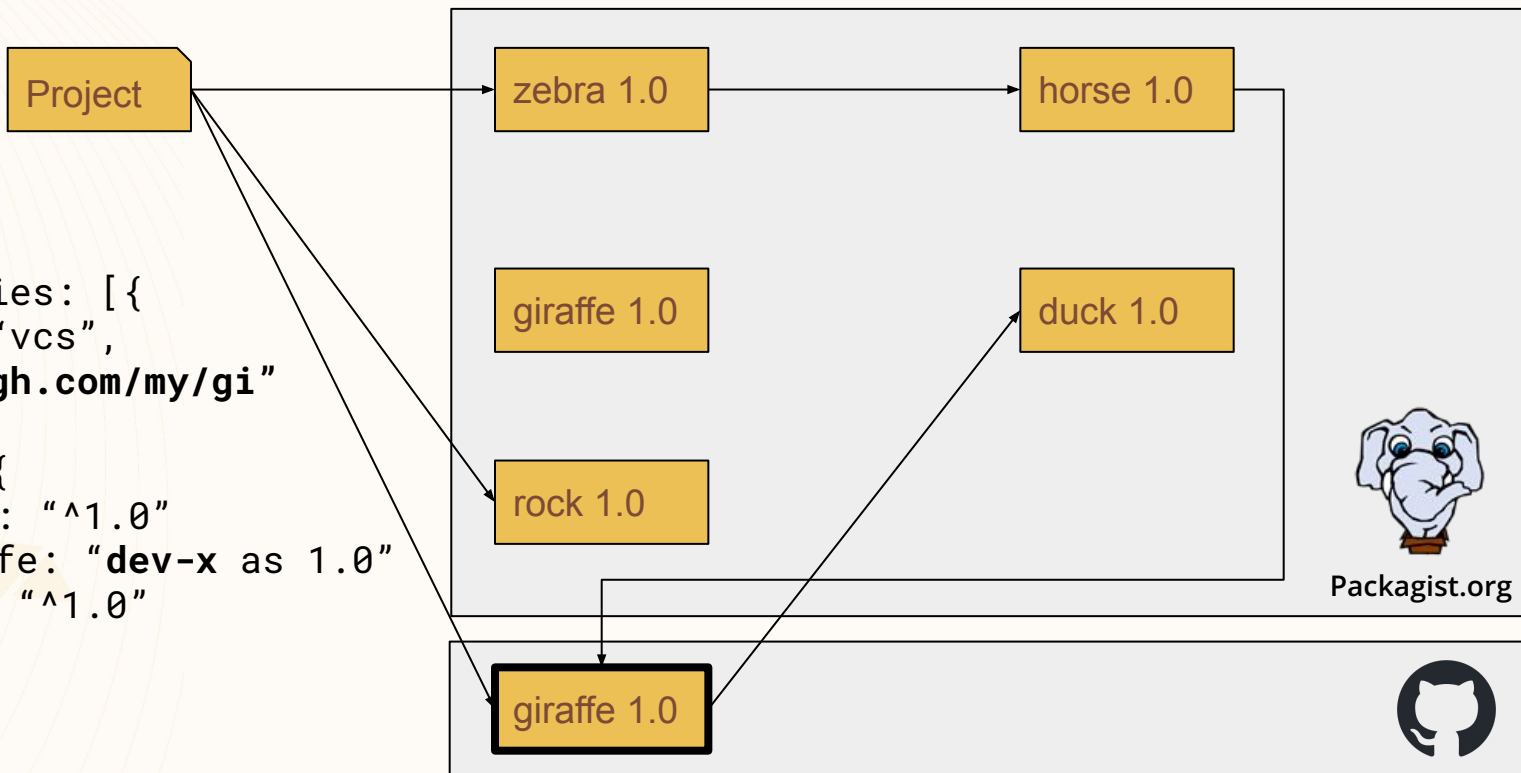 Project
zebra 1.0
horse 1.0
giraffe 1.0
duck 1.0
rock 1.0
Packagist.org
giraffe 1.0
ies: [{
“vcs”,
gh.com/my/gi”
{
: “^1.0”
fe: “dev-x as 1.0”
“^1.0”